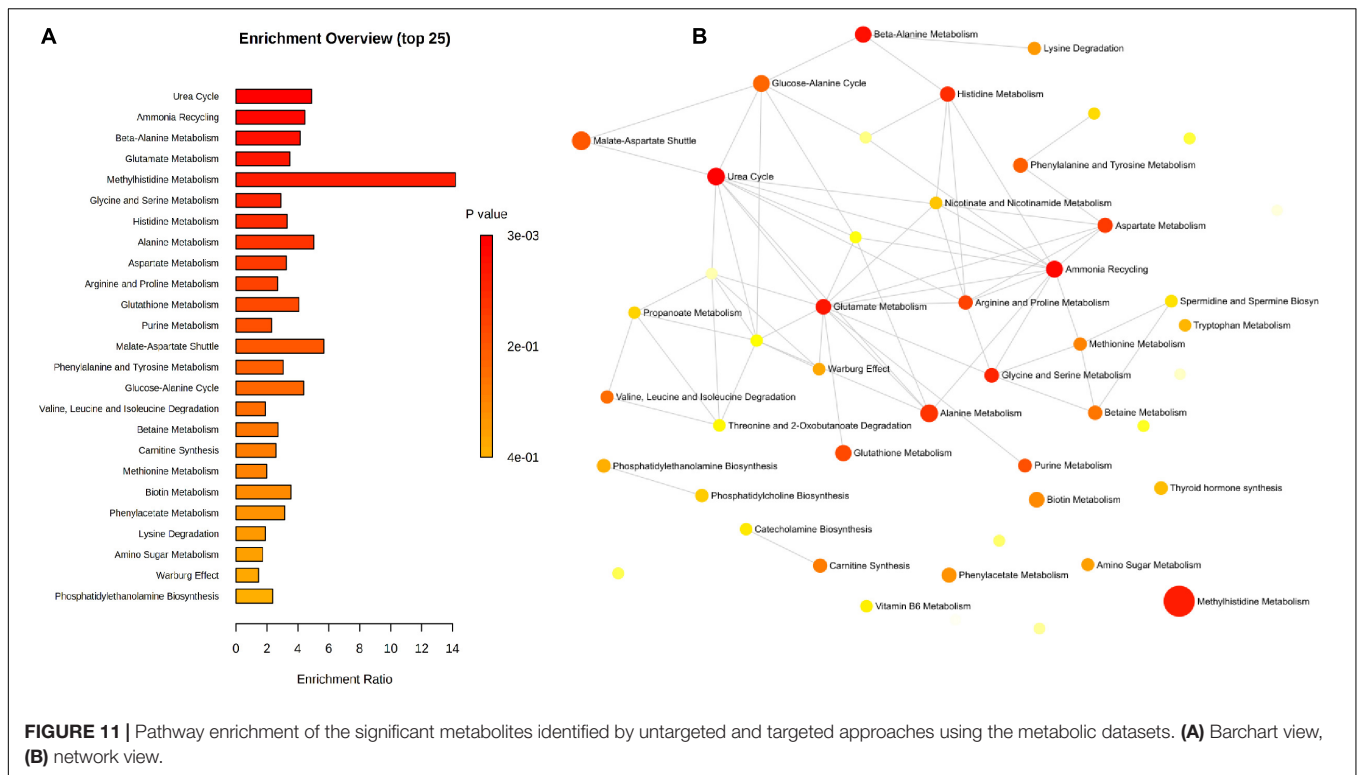 A
Enrichment Overview (top 25)
Urea Cycle
Ammonia Recycling
Beta-Alanine Metabolism
Glutamate Metabolism
Methylhistidine Metabolism
Glycine and Serine Metabolism
Histidine Metabolism
Alanine Metabolism
Aspartate Metabolism
Arginine and Proline Metabolism
Glutathione Metabolism
Purine Metabolism
Malate-Aspartate Shuttle
Phenylalanine and Tyrosine Metabolism
Glucose-Alanine Cycle
Valine, Leucine and Isoleucine Degradation
Betaine Metabolism
Carnitine Synthesis
Methionine Metabolism
Biotin Metabolism
Phenylacetate Metabolism
Lysine Degradation
Amino Sugar Metabolism
Warburg Effect
Phosphatidylethanolamine Biosynthesis
0 2 4 6 8 10 12 14
Enrichment Ratio
P value
3e-03
2e-01
4e-01
B
Beta-Alanine Metabolism
Lysine Degradation
Glucose-Alanine Cycle
Histidine Metabolism
Malate-Aspartate Shuttle
Phenylalanine and Tyrosine Metabolism
Urea Cycle
Nicotinate and Nicotinamide Metabolism
Aspartate Metabolism
Ammonia Recycling
Glutamate Metabolism
Arginine and Proline Metabolism
Spermidine and Spermine Biosyn
Propanoate Metabolism
Tryptophan Metabolism
Methionine Metabolism
Warburg Effect
Glycine and Serine Metabolism
Valine, Leucine and Isoleucine Degradation
Alanine Metabolism
Betaine Metabolism
Threonine and 2-Oxobutanoate Degradation
Glutathione Metabolism
Phosphatidylethanolamine Biosynthesis
Purine Metabolism
Phosphatidylcholine Biosynthesis
Biotin Metabolism
Thyroid hormone synthesis
Catecholamine Biosynthesis
Carnitine Synthesis
Phenylacetate Metabolism
Amino Sugar Metabolism
Vitamin B6 Metabolism
Methylhistidine Metabolism
FIGURE 11 | Pathway enrichment of the significant metabolites identified by untargeted and targeted approaches using the metabolic datasets. (A) Barchart view,
(B) network view.